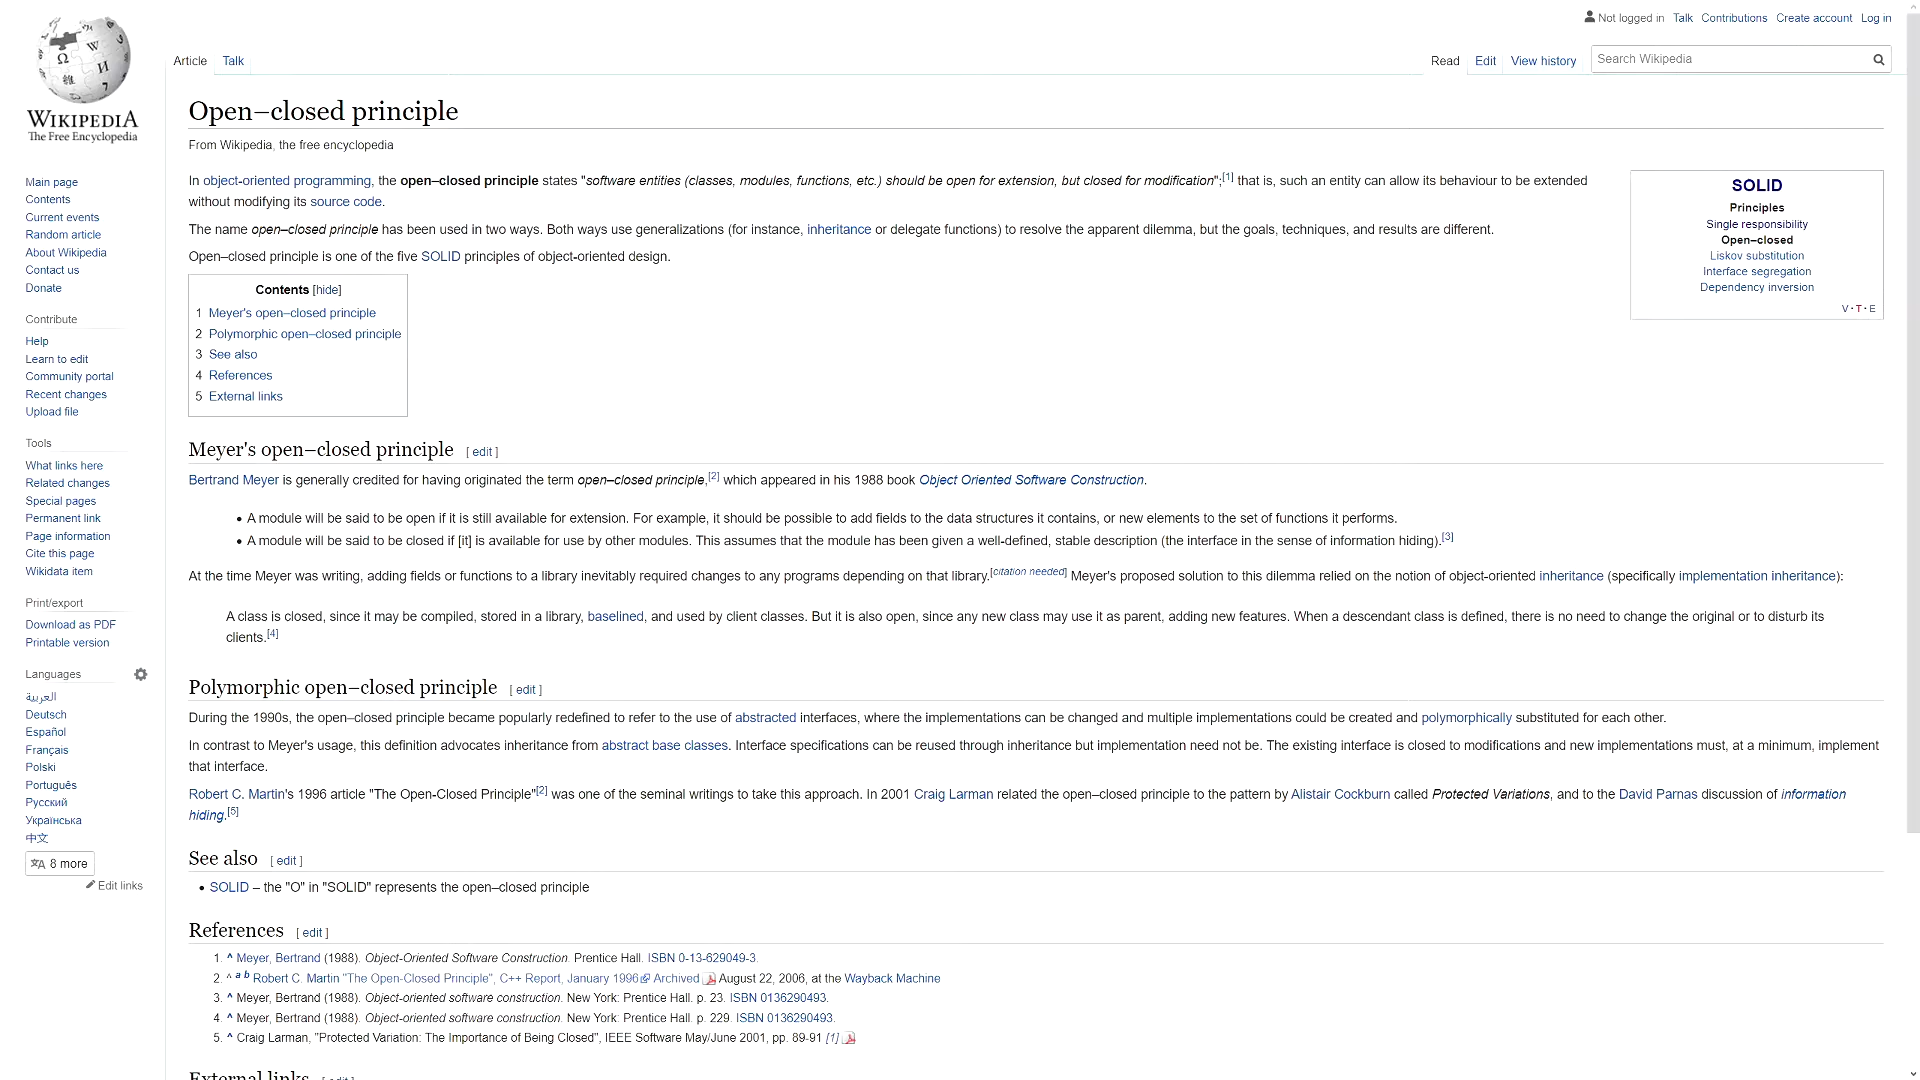 Not logged in Talk Contributions Create account Log in
Article Talk
Read Edit View history
Search Wikipedia
WIKIPEDIA
The Free Encyclopedia
Main page
Contents
Current events
Random article
About Wikipedia
Contact us
Donate
Contribute
Help
Learn to edit
Community portal
Recent changes
Upload file
Tools
What links here
Related changes
Special pages
Permanent link
Page information
Cite this page
Wikidata item
Print/export
Download as PDF
Printable version
Languages
العربية
Deutsch
Español
Français
Polski
Português
Русский
Українська
中文
8 more
Edit links
Open–closed principle
From Wikipedia, the free encyclopedia
In object-oriented programming, the open–closed principle states "software entities (classes, modules, functions, etc.) should be open for extension, but closed for modification";[1] that is, such an entity can allow its behaviour to be extended
without modifying its source code.
The name open–closed principle has been used in two ways. Both ways use generalizations (for instance, inheritance or delegate functions) to resolve the apparent dilemma, but the goals, techniques, and results are different.
Open–closed principle is one of the five SOLID principles of object-oriented design.
SOLID
Principles
Single responsibility
Open–closed
Liskov substitution
Interface segregation
Dependency inversion
V · T · E
Contents [hide]
1 Meyer's open–closed principle
2 Polymorphic open–closed principle
3 See also
4 References
5 External links
Meyer's open–closed principle [ edit ]
Bertrand Meyer is generally credited for having originated the term open–closed principle,[2] which appeared in his 1988 book Object Oriented Software Construction.
• A module will be said to be open if it is still available for extension. For example, it should be possible to add fields to the data structures it contains, or new elements to the set of functions it performs.
• A module will be said to be closed if [it] is available for use by other modules. This assumes that the module has been given a well-defined, stable description (the interface in the sense of information hiding).[3]
At the time Meyer was writing, adding fields or functions to a library inevitably required changes to any programs depending on that library.[citation needed] Meyer's proposed solution to this dilemma relied on the notion of object-oriented inheritance (specifically implementation inheritance):
A class is closed, since it may be compiled, stored in a library, baselined, and used by client classes. But it is also open, since any new class may use it as parent, adding new features. When a descendant class is defined, there is no need to change the original or to disturb its
clients.[4]
Polymorphic open–closed principle [ edit ]
During the 1990s, the open–closed principle became popularly redefined to refer to the use of abstracted interfaces, where the implementations can be changed and multiple implementations could be created and polymorphically substituted for each other.
In contrast to Meyer's usage, this definition advocates inheritance from abstract base classes. Interface specifications can be reused through inheritance but implementation need not be. The existing interface is closed to modifications and new implementations must, at a minimum, implement
that interface.
Robert C. Martin's 1996 article "The Open-Closed Principle"[2] was one of the seminal writings to take this approach. In 2001 Craig Larman related the open–closed principle to the pattern by Alistair Cockburn called Protected Variations, and to the David Parnas discussion of information
hiding.[5]
See also [ edit ]
• SOLID – the "O" in "SOLID" represents the open–closed principle
References [ edit ]
1. ^ Meyer, Bertrand (1988). Object-Oriented Software Construction. Prentice Hall. ISBN 0-13-629049-3.
2. ^ a b Robert C. Martin "The Open-Closed Principle", C++ Report, January 1996 Archived August 22, 2006, at the Wayback Machine
3. ^ Meyer, Bertrand (1988). Object-oriented software construction. New York: Prentice Hall. p. 23. ISBN 0136290493.
4. ^ Meyer, Bertrand (1988). Object-oriented software construction. New York: Prentice Hall. p. 229. ISBN 0136290493.
5. ^ Craig Larman, "Protected Variation: The Importance of Being Closed", IEEE Software May/June 2001, pp. 89-91 [1]
External links [ edit ]